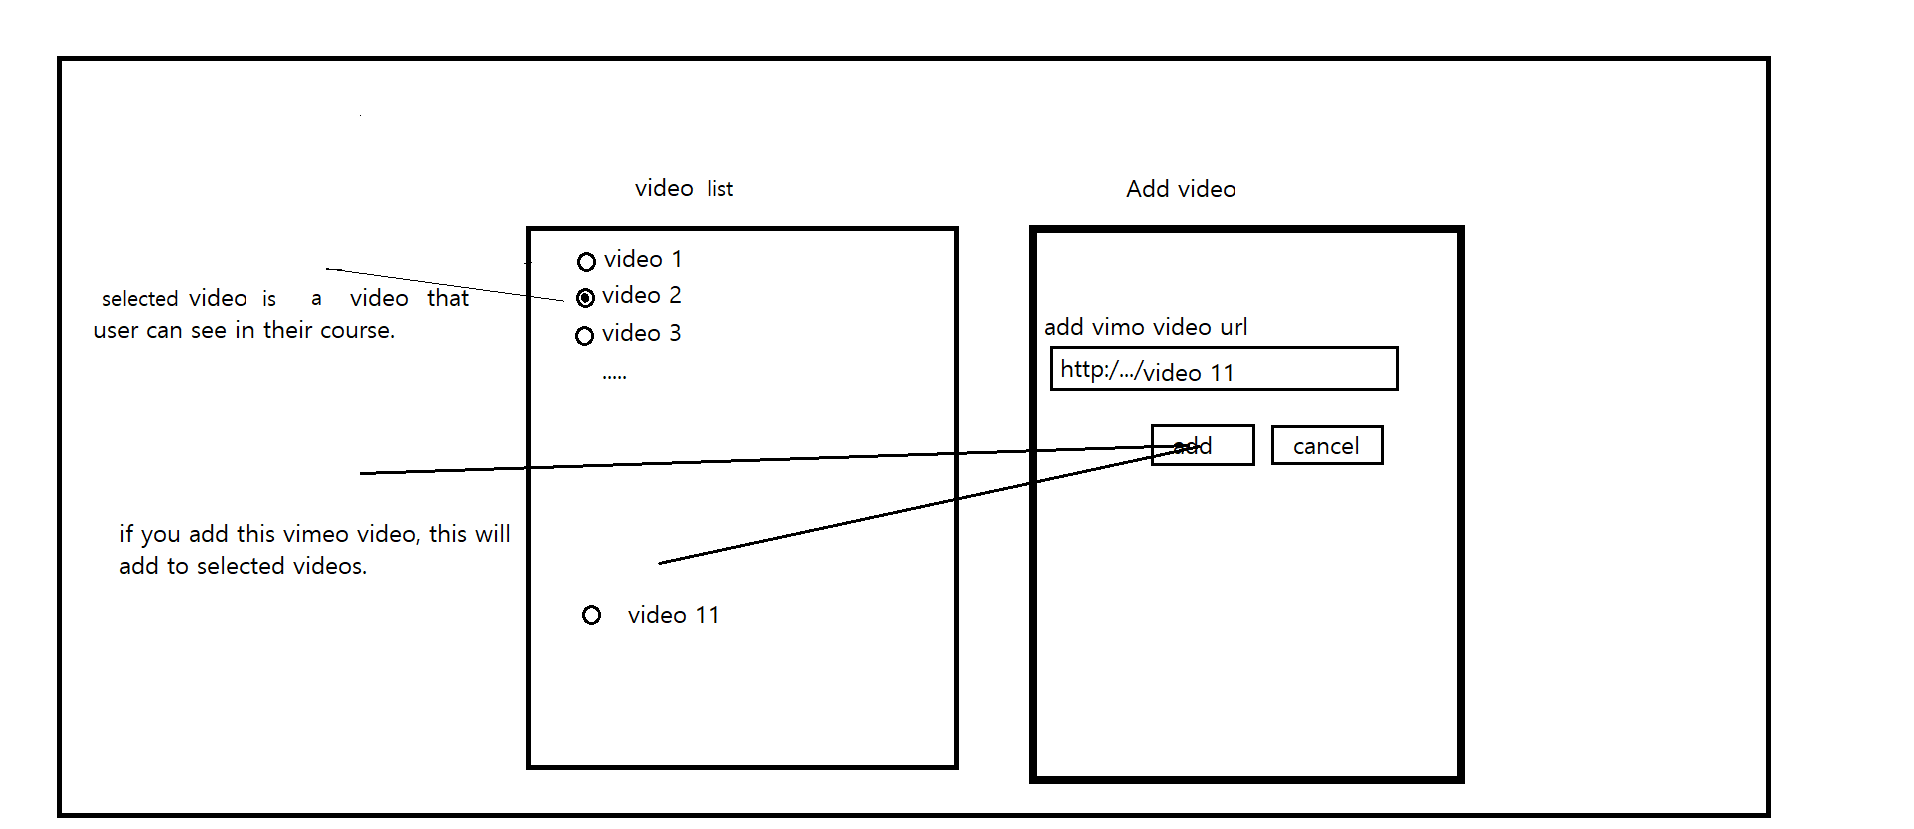 video list
Add video
video 1
video 2
video 3
.....
selected video is a video that
user can see in their course.
add vimo video url
http:/.../video 11
add
cancel
if you add this vimeo video, this will
add to selected videos.
video 11